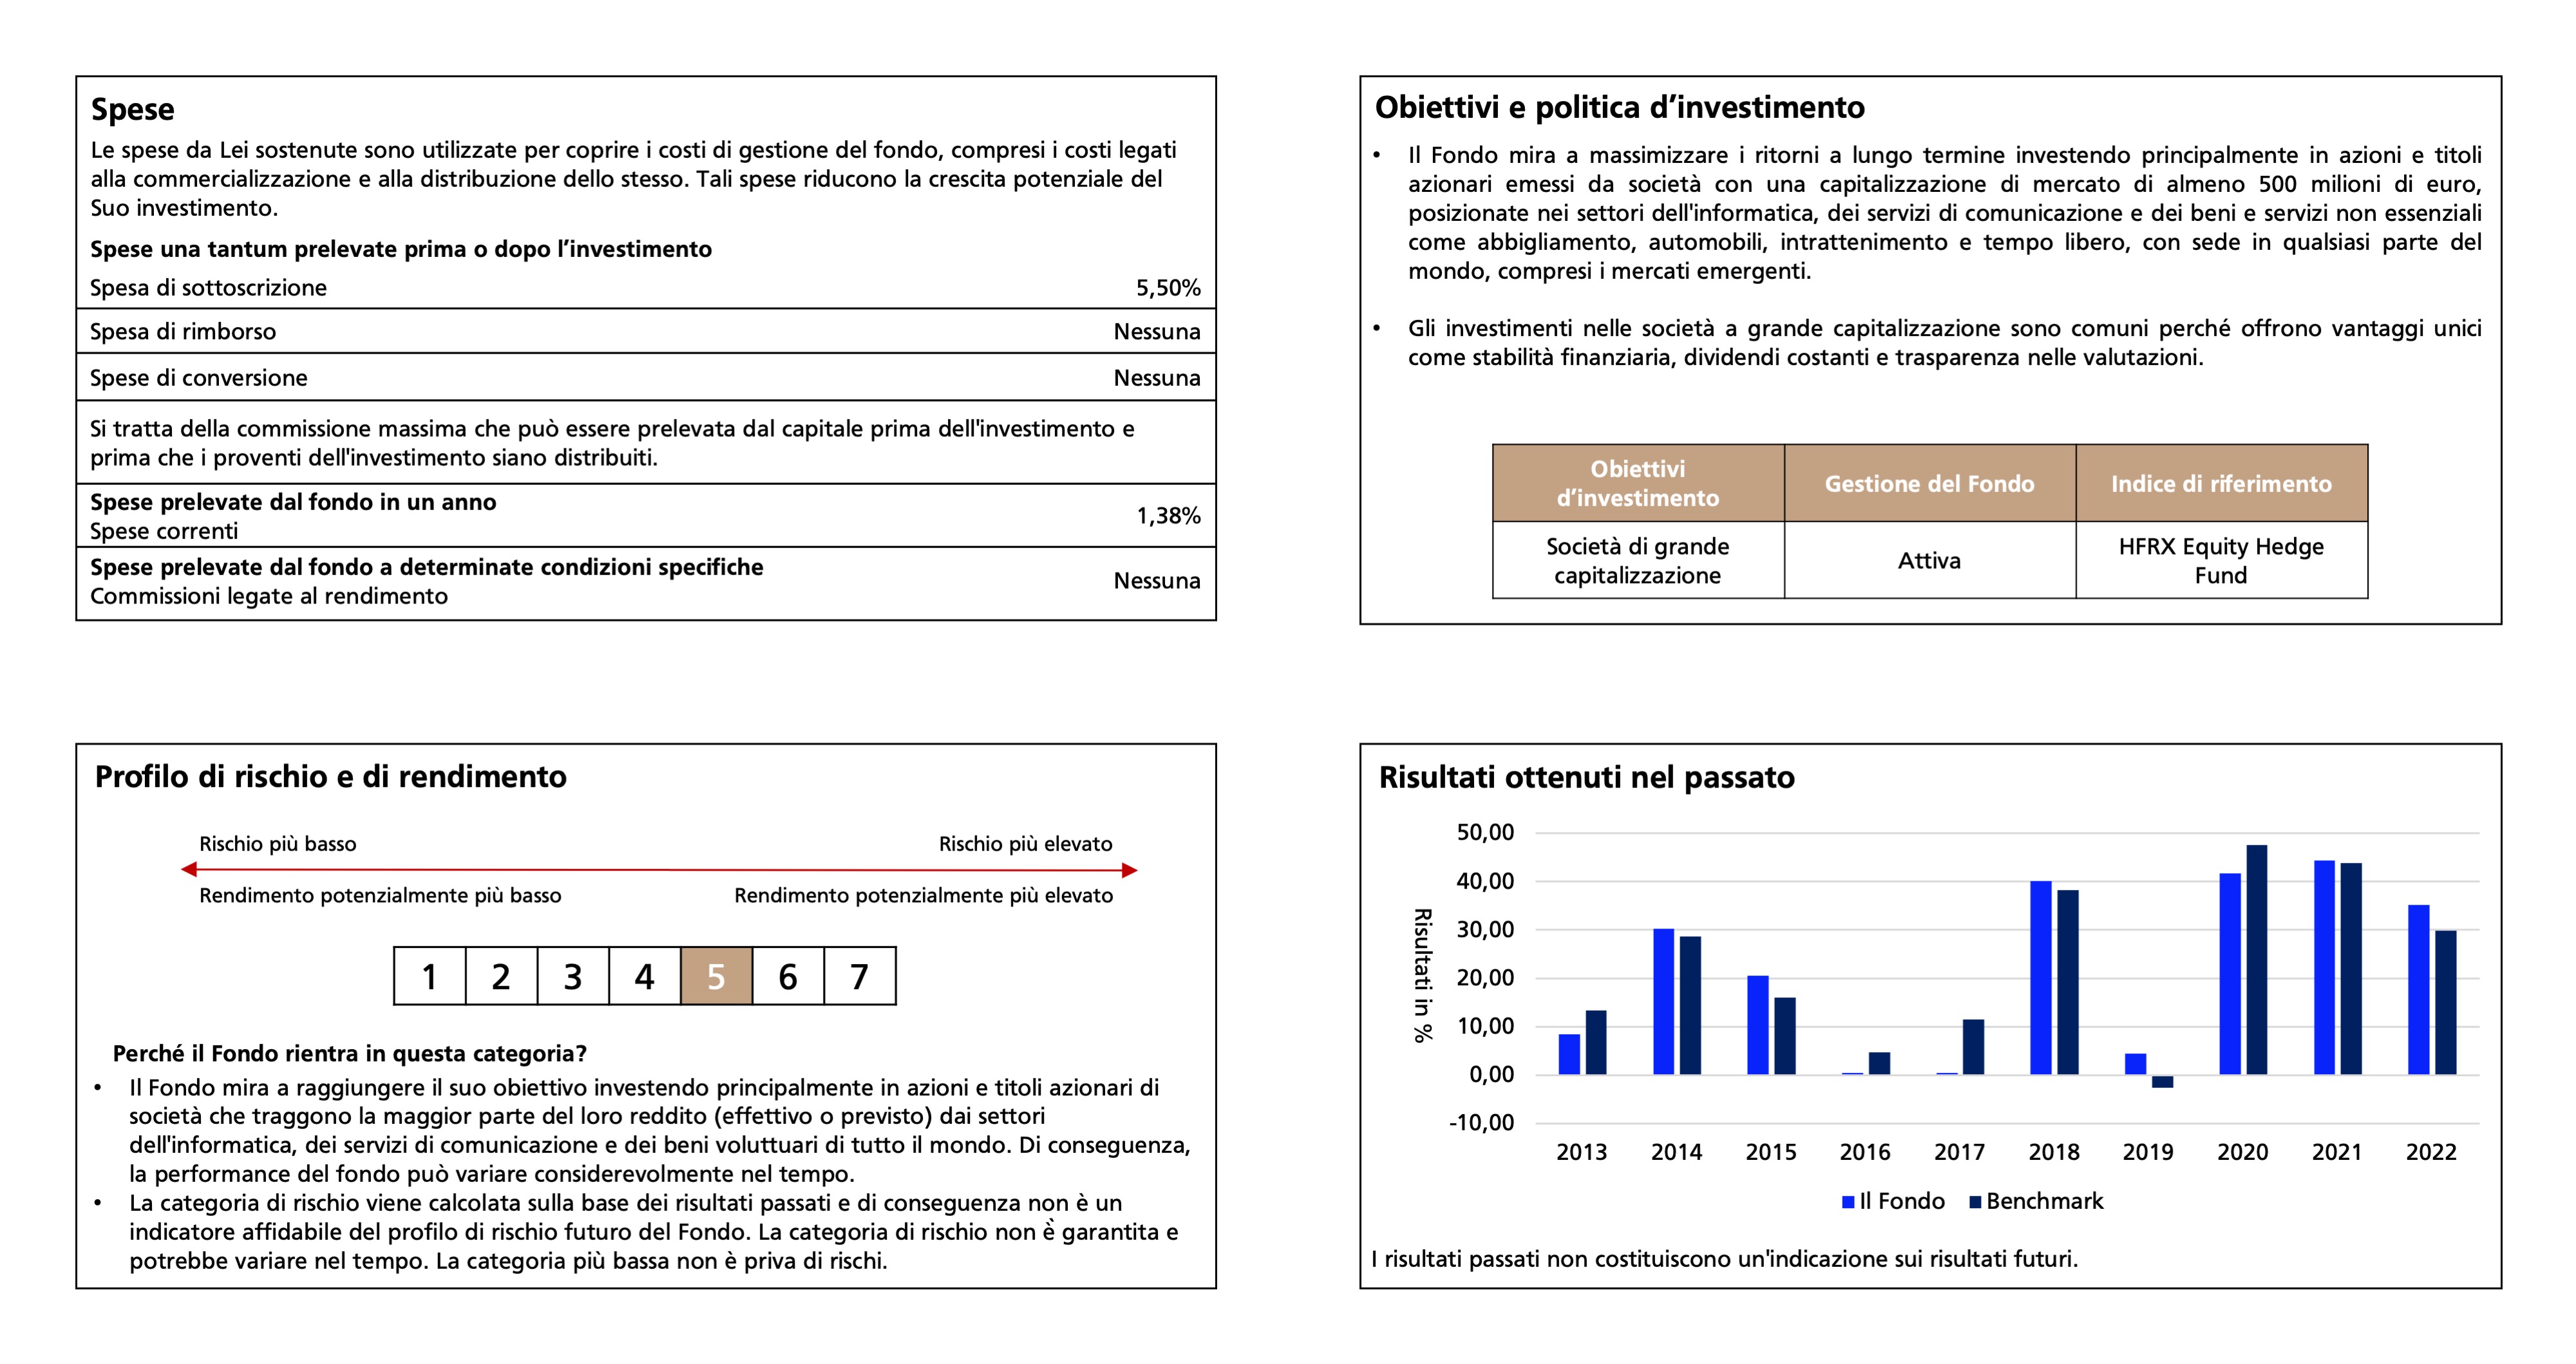 Spese
Le spese da Lei sostenute sono utilizzate per coprire i costi di gestione del fondo, compresi i costi legati
alla commercializzazione e alla distribuzione dello stesso. Tali spese riducono la crescita potenziale del
Suo investimento.
Spese una tantum prelevate prima o dopo l’investimento
Spesa di sottoscrizione 5,50%
Spesa di rimborso Nessuna
Spese di conversione Nessuna
Si tratta della commissione massima che può essere prelevata dal capitale prima dell'investimento e
prima che i proventi dell'investimento siano distribuiti.
Spese prelevate dal fondo in un anno
Spese correnti
1,38%
Spese prelevate dal fondo a determinate condizioni specifiche
Commissioni legate al rendimento
Nessuna
Obiettivi e politica d’investimento
• Il Fondo mira a massimizzare i ritorni a lungo termine investendo principalmente in azioni e titoli
azionari emessi da società con una capitalizzazione di mercato di almeno 500 milioni di euro,
posizionate nei settori dell'informatica, dei servizi di comunicazione e dei beni e servizi non essenziali
come abbigliamento, automobili, intrattenimento e tempo libero, con sede in qualsiasi parte del
mondo, compresi i mercati emergenti.
• Gli investimenti nelle società a grande capitalizzazione sono comuni perché offrono vantaggi unici
come stabilità finanziaria, dividendi costanti e trasparenza nelle valutazioni.
Obiettivi
d’investimento
Gestione del Fondo
Indice di riferimento
Società di grande
capitalizzazione
Attiva
HFRX Equity Hedge
Fund
Profilo di rischio e di rendimento
Rischio più basso Rischio più elevato
Rendimento potenzialmente più basso Rendimento potenzialmente più elevato
1 2 3 4 5 6 7
Perché il Fondo rientra in questa categoria?
• Il Fondo mira a raggiungere il suo obiettivo investendo principalmente in azioni e titoli azionari di
società che traggono la maggior parte del loro reddito (effettivo o previsto) dai settori
dell'informatica, dei servizi di comunicazione e dei beni voluttuari di tutto il mondo. Di conseguenza,
la performance del fondo può variare considerevolmente nel tempo.
• La categoria di rischio viene calcolata sulla base dei risultati passati e di conseguenza non è un
indicatore affidabile del profilo di rischio futuro del Fondo. La categoria di rischio non è garantita e
potrebbe variare nel tempo. La categoria più bassa non è priva di rischi.
Risultati ottenuti nel passato
Risultati in %
50,00
40,00
30,00
20,00
10,00
0,00
-10,00
2013 2014 2015 2016 2017 2018 2019 2020 2021 2022
Il Fondo Benchmark
I risultati passati non costituiscono un'indicazione sui risultati futuri.